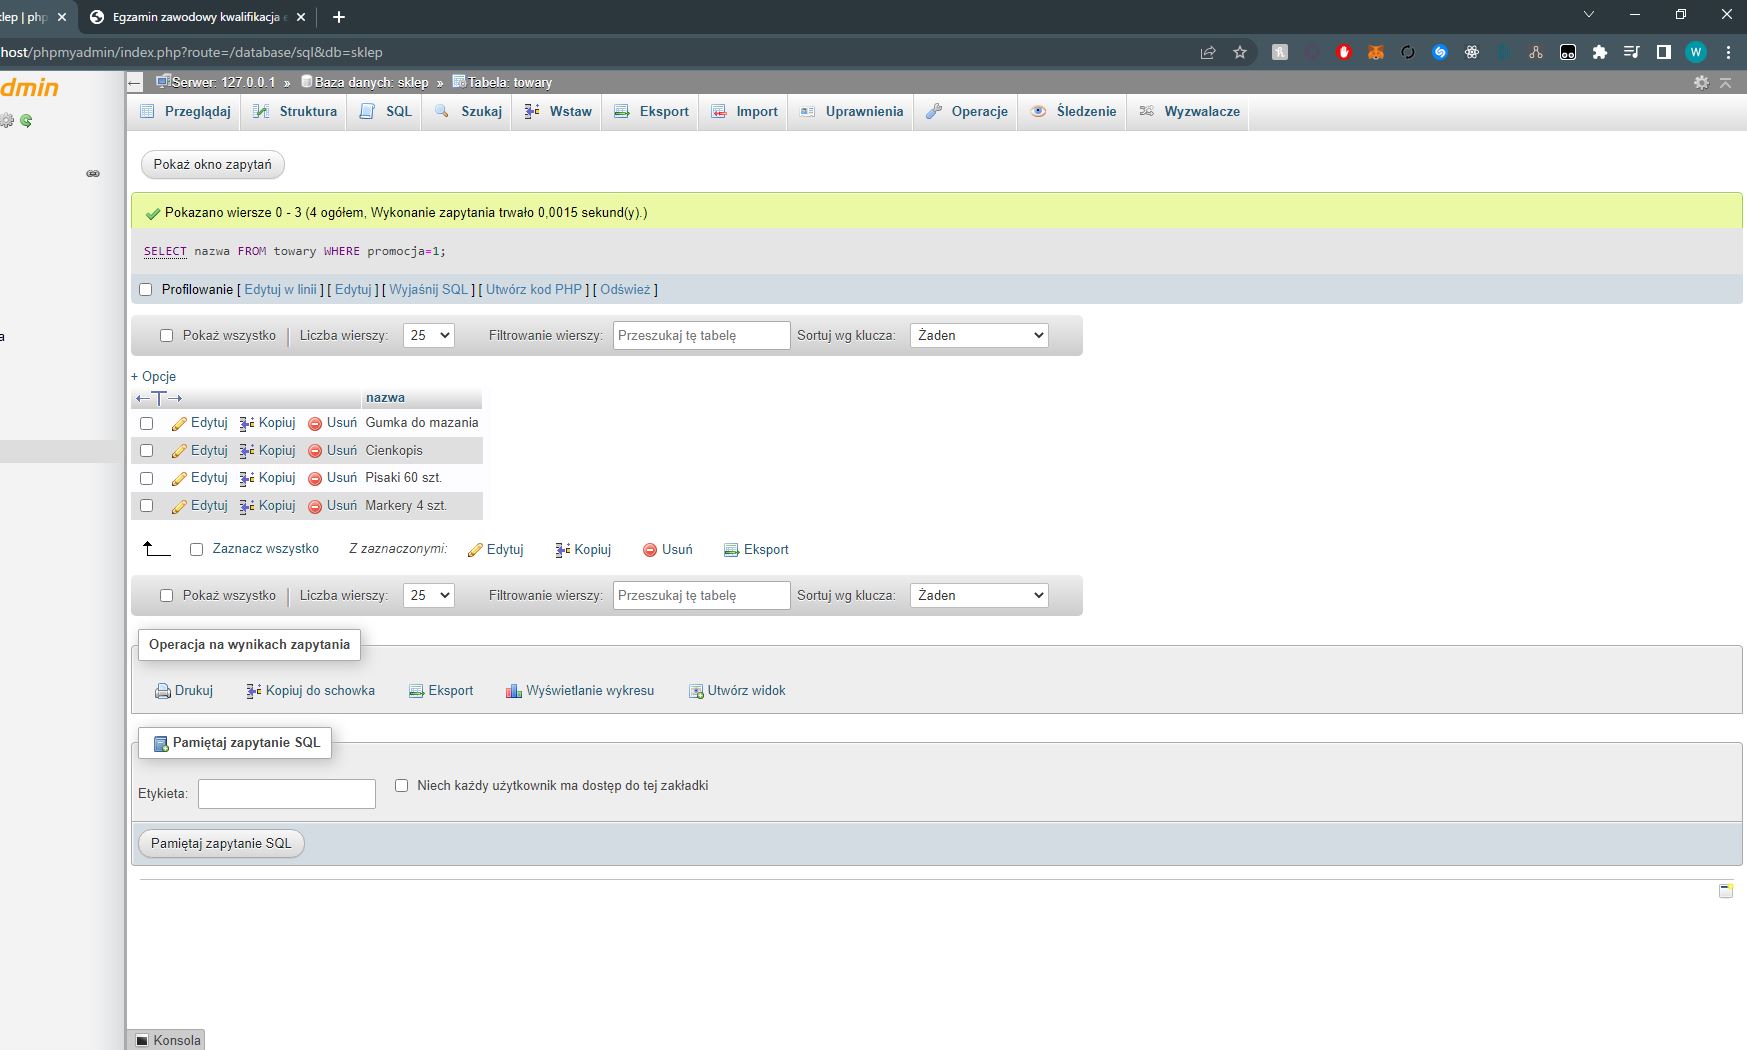 klep | php
Egzamin zawodowy kwalifikacja e
host/phpmyadmin/index.php?route=/database/sql&db=sklep
W
dmin
Serwer: 127.0.0.1 » Baza danych: sklep » Tabela: towary
Przeglądaj Struktura SQL Szukaj Wstaw Eksport Import Uprawnienia Operacje Śledzenie Wyzwalacze
Pokaż okno zapytań
Pokazano wiersze 0 - 3 (4 ogółem, Wykonanie zapytania trwało 0,0015 sekund(y).)
SELECT nazwa FROM towary WHERE promocja=1;
Profilowanie [ Edytuj w linii ] [ Edytuj ] [ Wyjaśnij SQL ] [ Utwórz kod PHP ] [ Odśwież ]
a
Pokaż wszystko Liczba wierszy: 25 Filtrowanie wierszy: Przeszukaj tę tabelę Sortuj wg klucza: Żaden
+ Opcje
nazwa
Edytuj Kopiuj Usuń Gumka do mazania
Edytuj Kopiuj Usuń Cienkopis
Edytuj Kopiuj Usuń Pisaki 60 szt.
Edytuj Kopiuj Usuń Markery 4 szt.
Zaznacz wszystko Z zaznaczonymi: Edytuj Kopiuj Usuń Eksport
Pokaż wszystko Liczba wierszy: 25 Filtrowanie wierszy: Przeszukaj tę tabelę Sortuj wg klucza: Żaden
Operacja na wynikach zapytania
Drukuj Kopiuj do schowka Eksport Wyświetlanie wykresu Utwórz widok
Pamiętaj zapytanie SQL
Etykieta: Niech każdy użytkownik ma dostęp do tej zakładki
Pamiętaj zapytanie SQL
Konsola